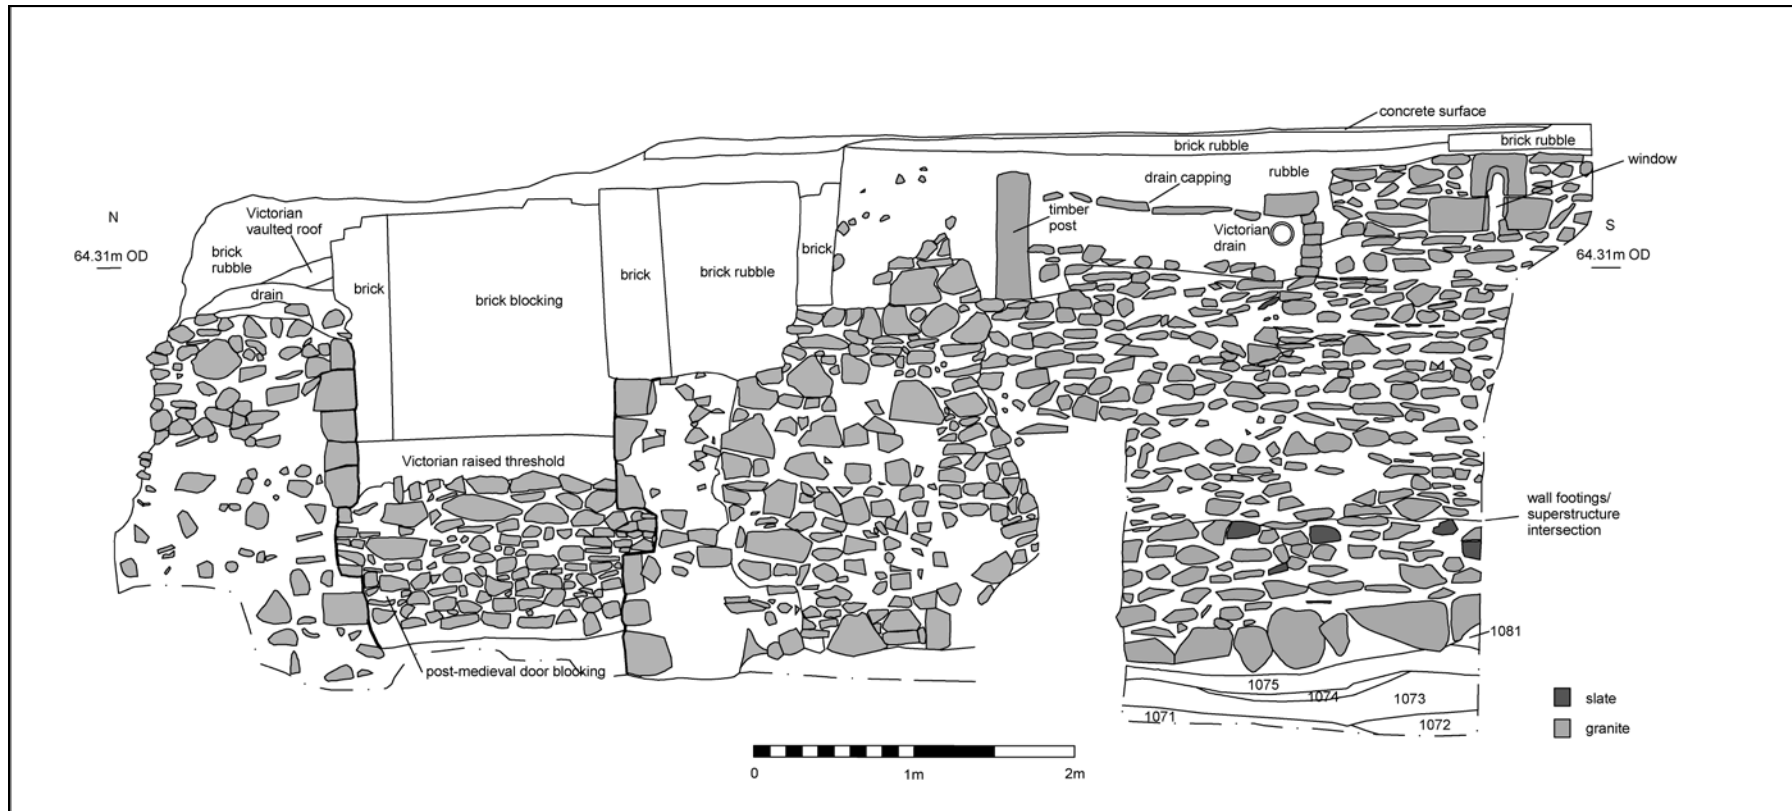 concrete surface
brick rubble
brick rubble
window
rubble
drain capping
timber
post
Victorian
drain
N
64.31m OD
S
64.31m OD
Victorian
vaulted roof
brick
rubble
drain
brick
brick blocking
brick
brick rubble
brick
Victorian raised threshold
wall footings/
superstructure
intersection
post-medieval door blocking
1081
1075
1074
1073
1071
1072
slate
granite
0
1m
2m